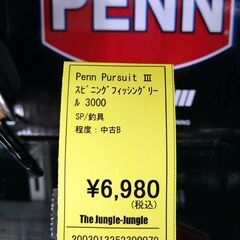 PENN
Penn Pursuit Ⅲ
ｽﾋﾟﾆﾝｸﾞﾌｨｯｼﾝｸﾞﾘｰ
ル 3000
SP/釣具
程度：中古B
¥6,980
(税込)
The Jungle-Jungle